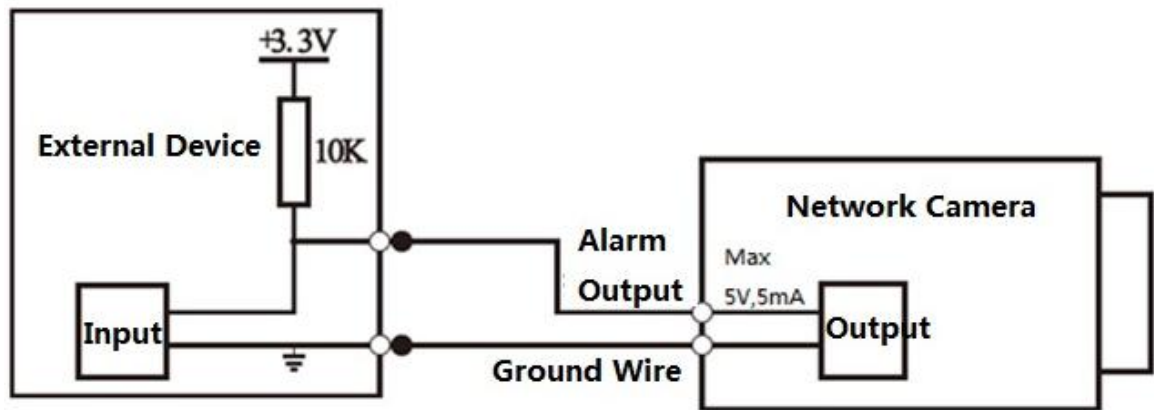 +3.3V
External Device
10K
Network Camera
Alarm
Output
Max
5V,5mA
Input
Output
Ground Wire